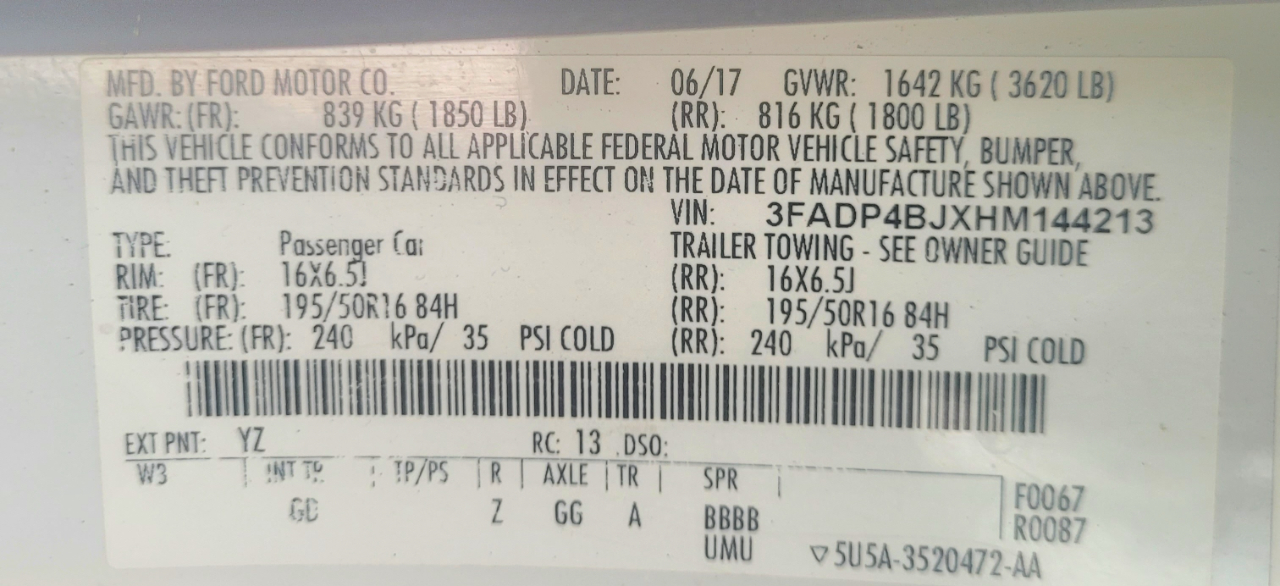 MFD. BY FORD MOTOR CO. DATE: 06/17 GVWR: 1642 KG ( 3620 LB)
GAWR: (FR): 839 KG ( 1850 LB) (RR): 816 KG ( 1800 LB)
THIS VEHICLE CONFORMS TO ALL APPLICABLE FEDERAL MOTOR VEHICLE SAFETY, BUMPER,
AND THEFT PREVENTION STANDARDS IN EFFECT ON THE DATE OF MANUFACTURE SHOWN ABOVE.
VIN: 3FADP4BJXHM144213
TYPE: Passenger Car TRAILER TOWING - SEE OWNER GUIDE
RIM: (FR): 16X6.5J (RR): 16X6.5J
TIRE: (FR): 195/50R16 84H (RR): 195/50R16 84H
PRESSURE: (FR): 240 kPa/ 35 PSI COLD (RR): 240 kPa/ 35 PSI COLD
EXT PNT: YZ RC: 13 DSO:
W3 | INT TR | TP/PS | R | AXLE | TR | SPR |
GD Z GG A BBBB
UMU
F0067
R0087
▽5U5A-3520472-AA